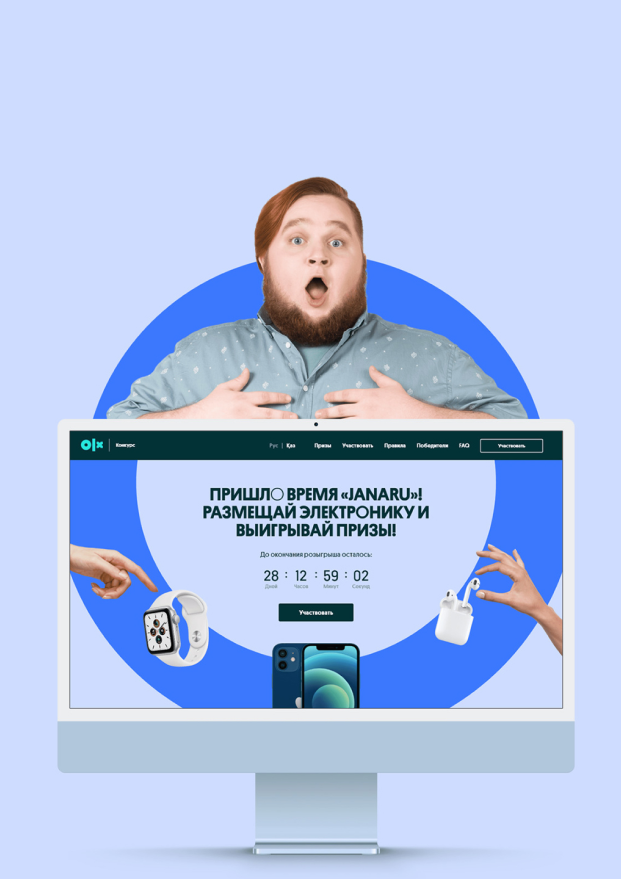 olx | Конкурс
Рус | Қаз Призы Участвовать Правила Победители FAQ Участвовать
ПРИШЛО ВРЕМЯ «JANARU»!
РАЗМЕЩАЙ ЭЛЕКТРОНИКУ И
ВЫИГРЫВАЙ ПРИЗЫ!
До окончания розыгрыша осталось:
28 : 12 : 59 : 02
Дней Часов Минут Секунд
Участвовать